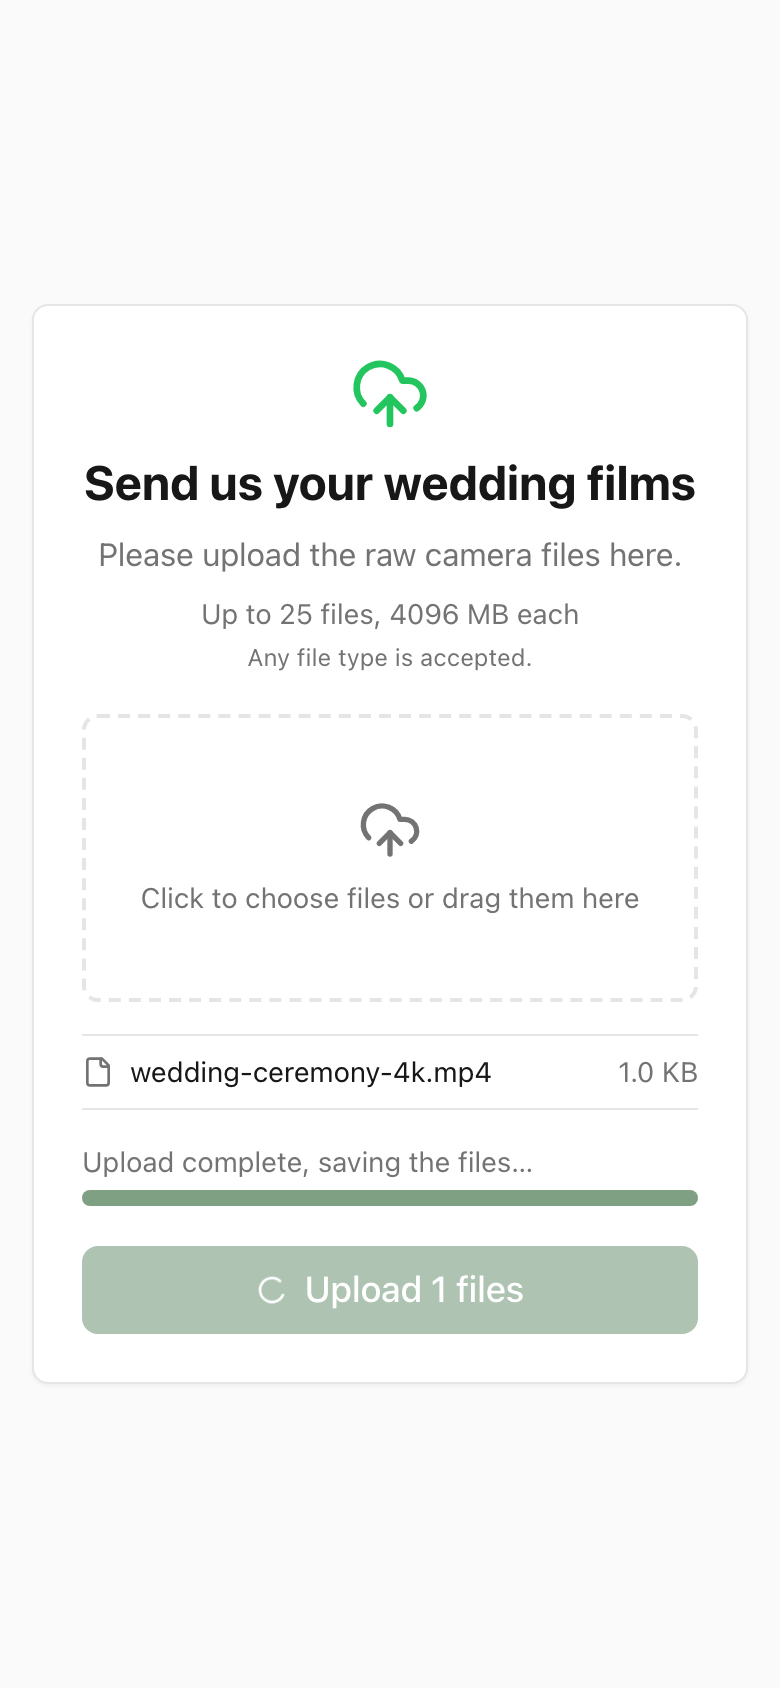 Send us your wedding films
Please upload the raw camera files here.
Up to 25 files, 4096 MB each
Any file type is accepted.
Click to choose files or drag them here
wedding-ceremony-4k.mp4 1.0 KB
Upload complete, saving the files...
Upload 1 files